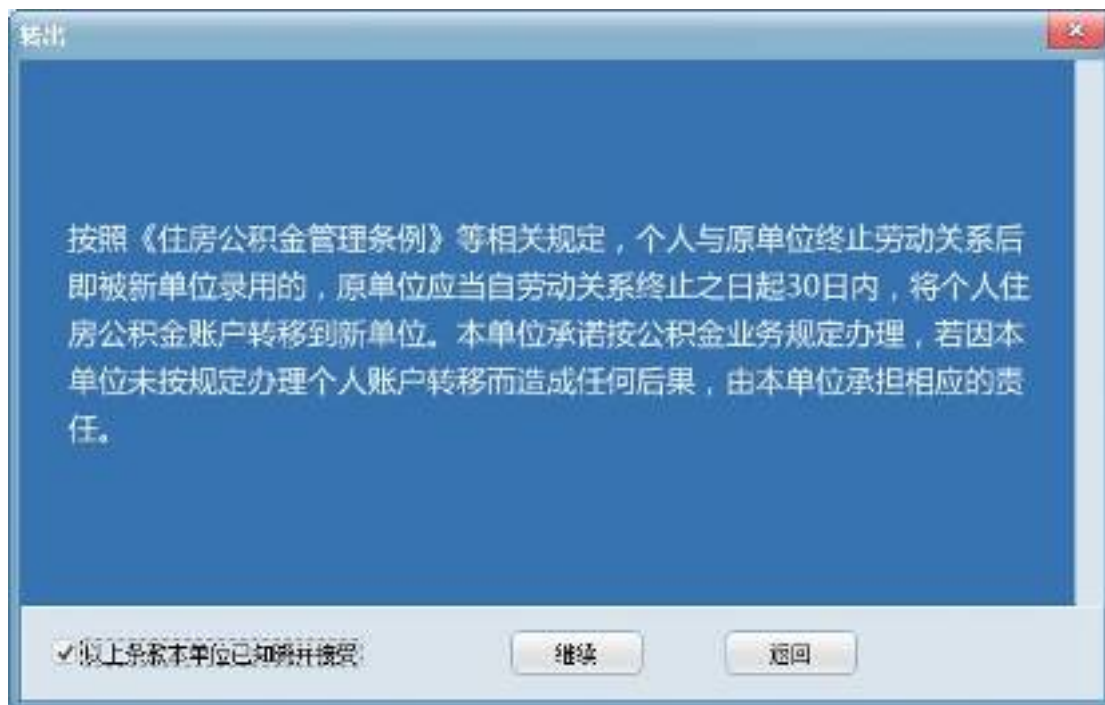 转出
按照《住房公积金管理条例》等相关规定，个人与原单位终止劳动关系后
即被新单位录用的，原单位应当自劳动关系终止之日起30日内，将个人住
房公积金账户转移到新单位。本单位承诺按公积金业务规定办理，若因本
单位未按规定办理个人账户转移而造成任何后果，由本单位承担相应的责
任。
以上条款本单位已知晓并接受 继续 返回